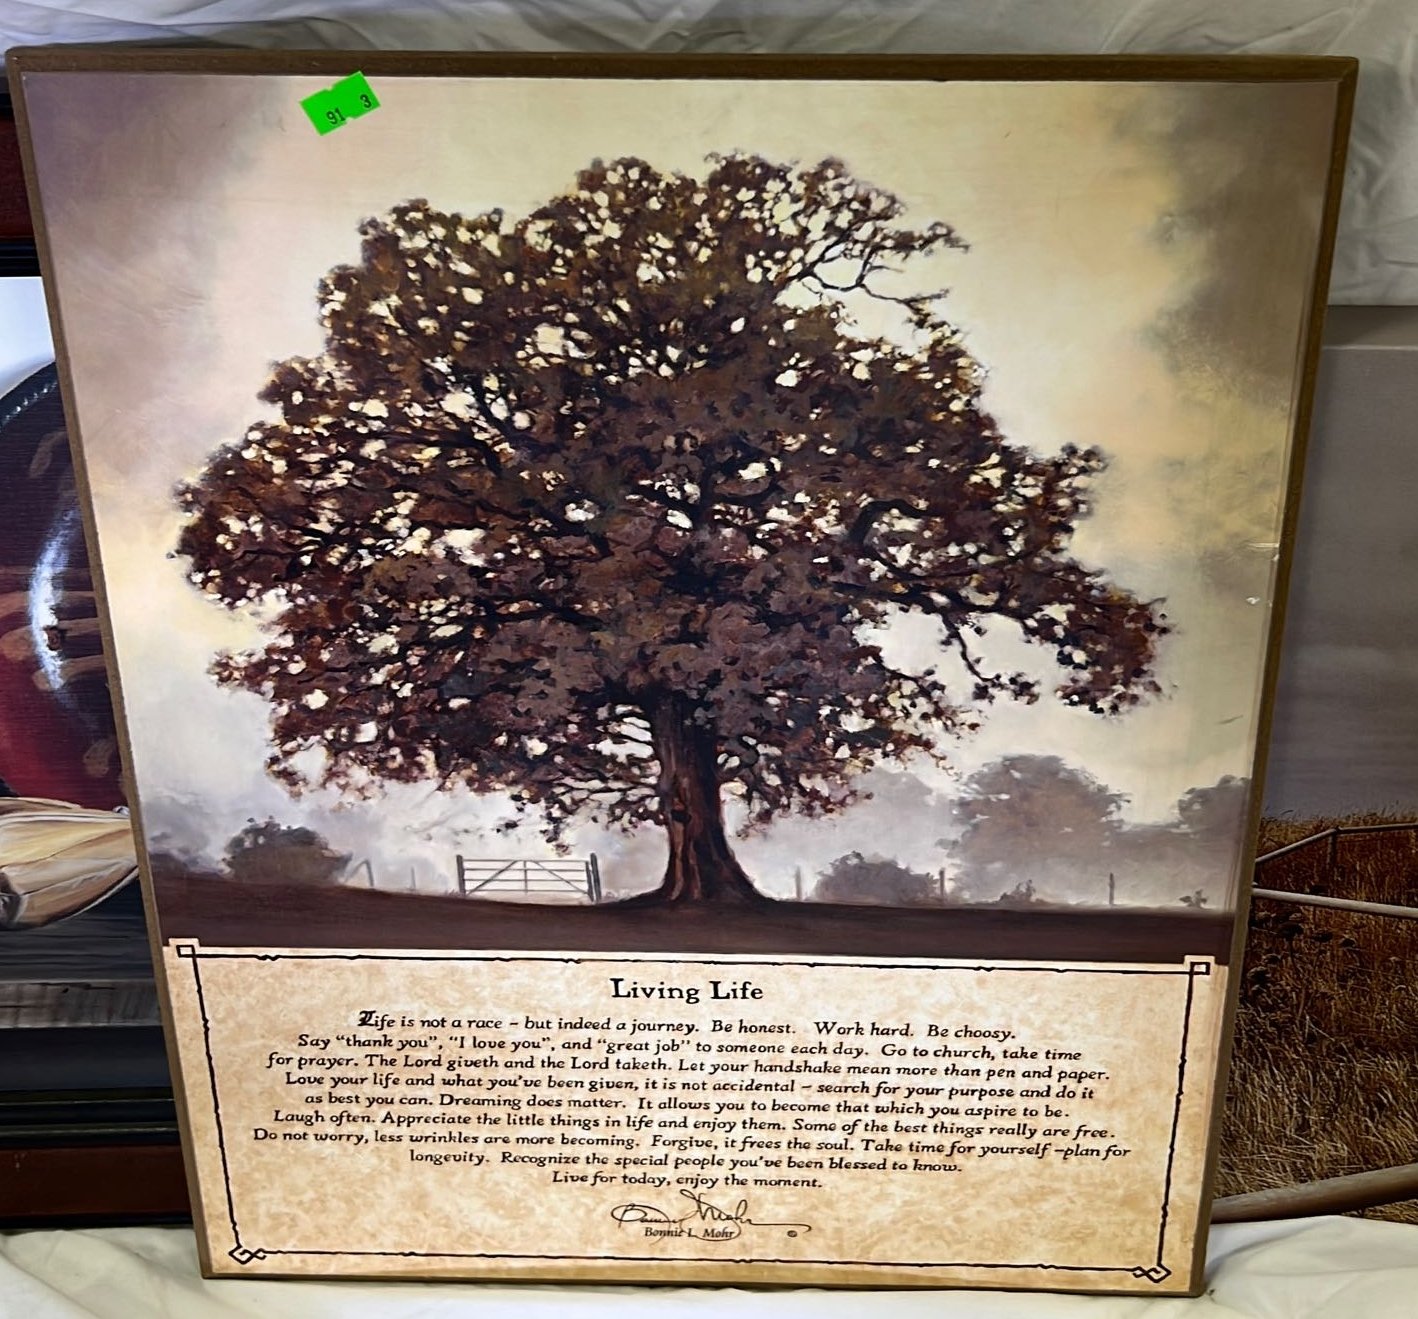 91 3
Living Life
Life is not a race – but indeed a journey. Be honest. Work hard. Be choosy.
Say “thank you”, “I love you”, and “great job” to someone each day. Go to church, take time
for prayer. The Lord giveth and the Lord taketh. Let your handshake mean more than pen and paper.
Love your life and what you’ve been given, it is not accidental – search for your purpose and do it
as best you can. Dreaming does matter. It allows you to become that which you aspire to be.
Laugh often. Appreciate the little things in life and enjoy them. Some of the best things really are free.
Do not worry, less wrinkles are more becoming. Forgive, it frees the soul. Take time for yourself –plan for
longevity. Recognize the special people you’ve been blessed to know.
Live for today, enjoy the moment.
Bonnie L. Mohr
Bonnie L. Mohr ©